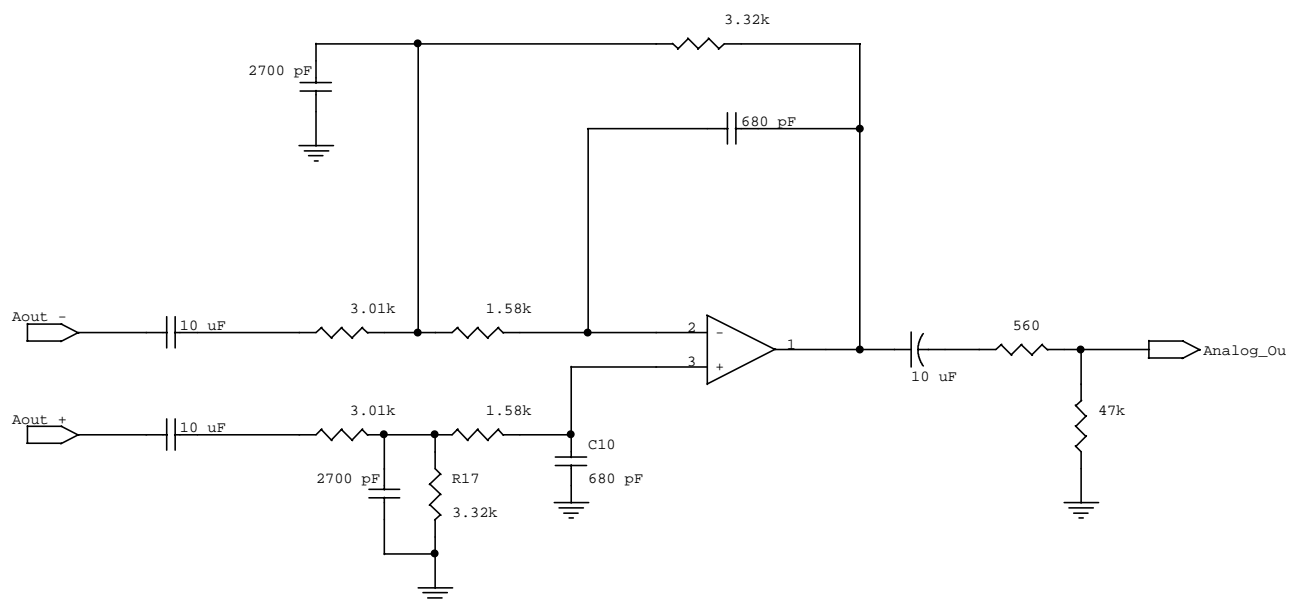 3.32k
2700 pF
680 pF
Aout -
10 uF
3.01k
1.58k
2
-
1
3
+
560
Analog_Ou
10 uF
47k
Aout +
10 uF
3.01k
1.58k
C10
680 pF
2700 pF
R17
3.32k